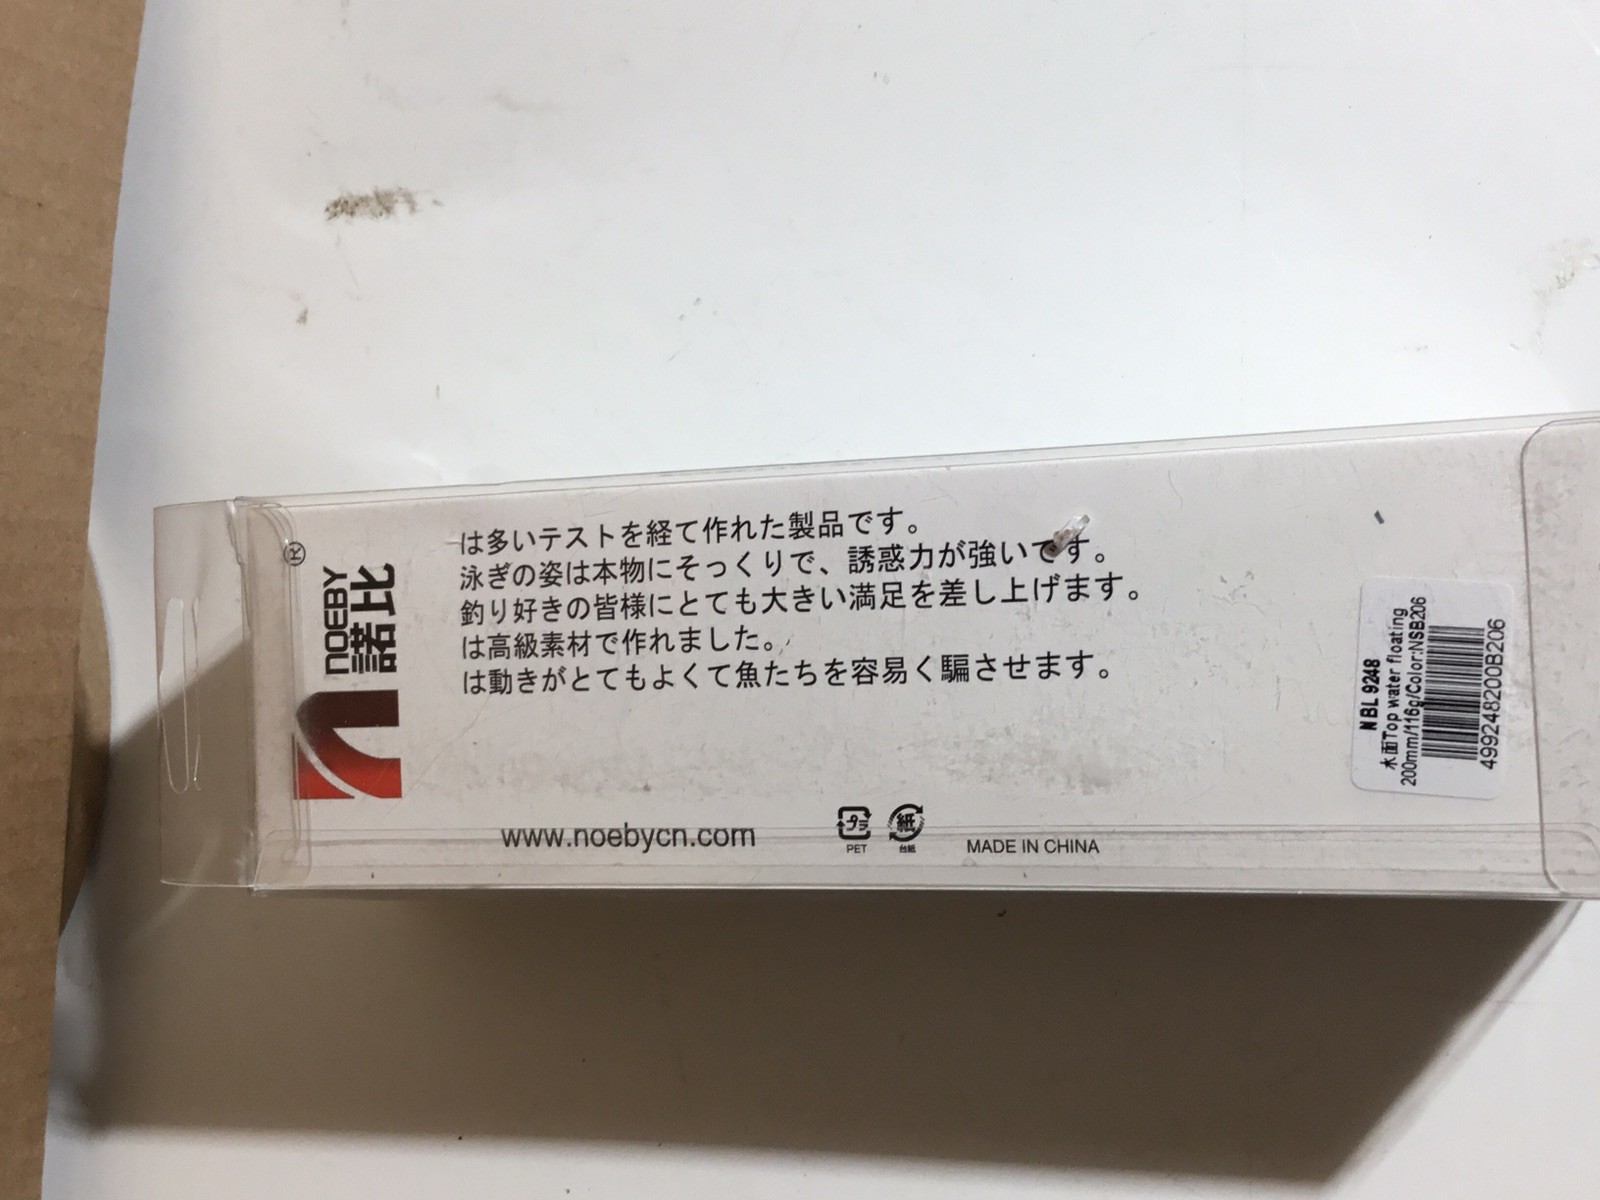 NOEBY®
諾比
は多いテストを経て作れた製品です。
泳ぎの姿は本物にそっくりで、誘惑力が強いです。
釣り好きの皆様にとても大きい満足を差し上げます。
は高級素材で作れました。
は動きがとてもよくて魚たちを容易く騙させます。
www.noebycn.com
プラ
PET
紙
台紙
MADE IN CHINA
NBL 9248
水面Top water floating
200mm/116g/Color:NSB206
499248200B206